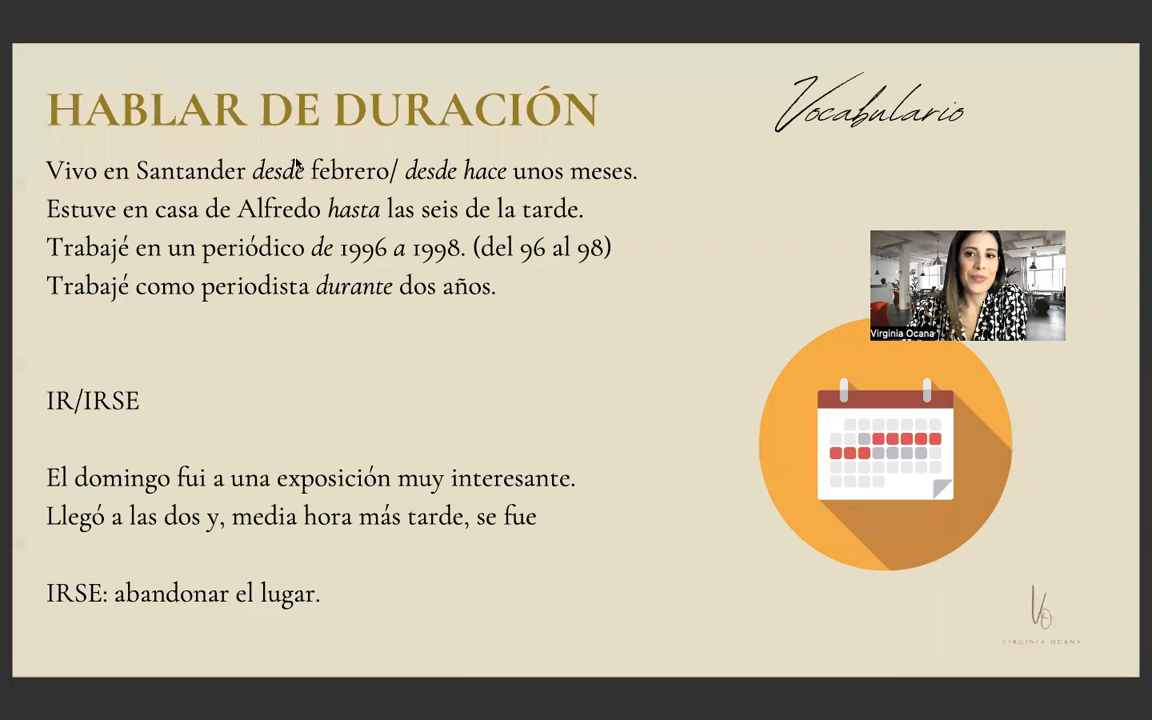 HABLAR DE DURACIÓN
Vocabulario
Vivo en Santander desde febrero/ desde hace unos meses.
Estuve en casa de Alfredo hasta las seis de la tarde.
Trabajé en un periódico de 1996 a 1998. (del 96 al 98)
Trabajé como periodista durante dos años.
Virginia Ocana
IR/IRSE
El domingo fui a una exposición muy interesante.
Llegó a las dos y, media hora más tarde, se fue
IRSE: abandonar el lugar.
VO
VIRGINIA OCANA